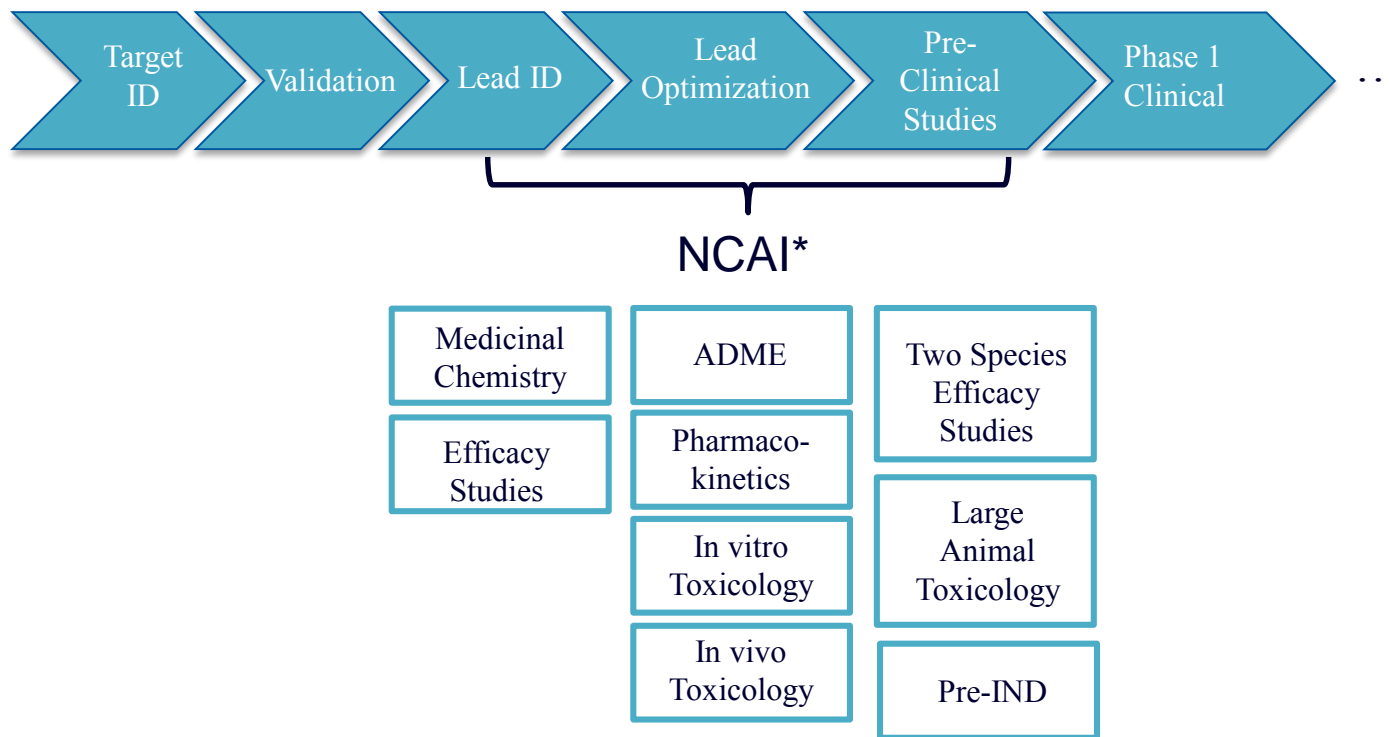 Target
ID
Validation
Lead ID
Lead
Optimization
Pre-
Clinical
Studies
Phase 1
Clinical
..
NCAI*
Medicinal
Chemistry
Efficacy
Studies
ADME
Pharmaco-
kinetics
In vitro
Toxicology
In vivo
Toxicology
Two Species
Efficacy
Studies
Large
Animal
Toxicology
Pre-IND